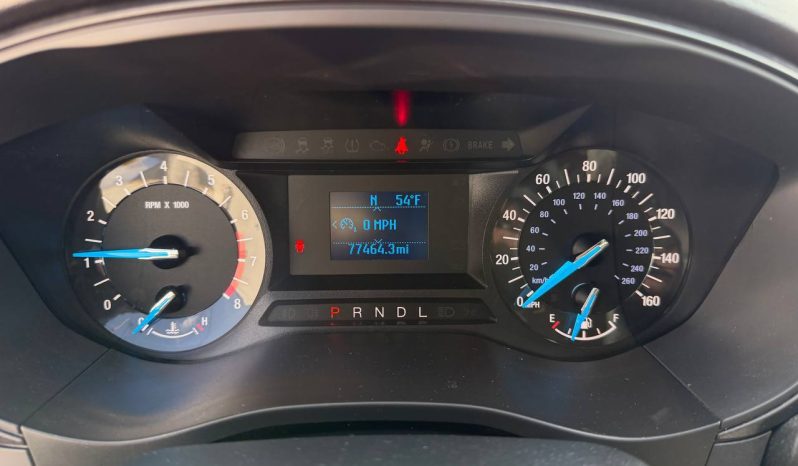 BRAKE
RPM X 1000
0 1 2 3 4 5 6 7 8
C H
N 54°F
0 MPH
77464.3mi
P R N D L
0 20 40 60 80 100 120 140 160
MPH
20 40 60 80 100 120 140 160 180 200 220 240 260
km/h
E F